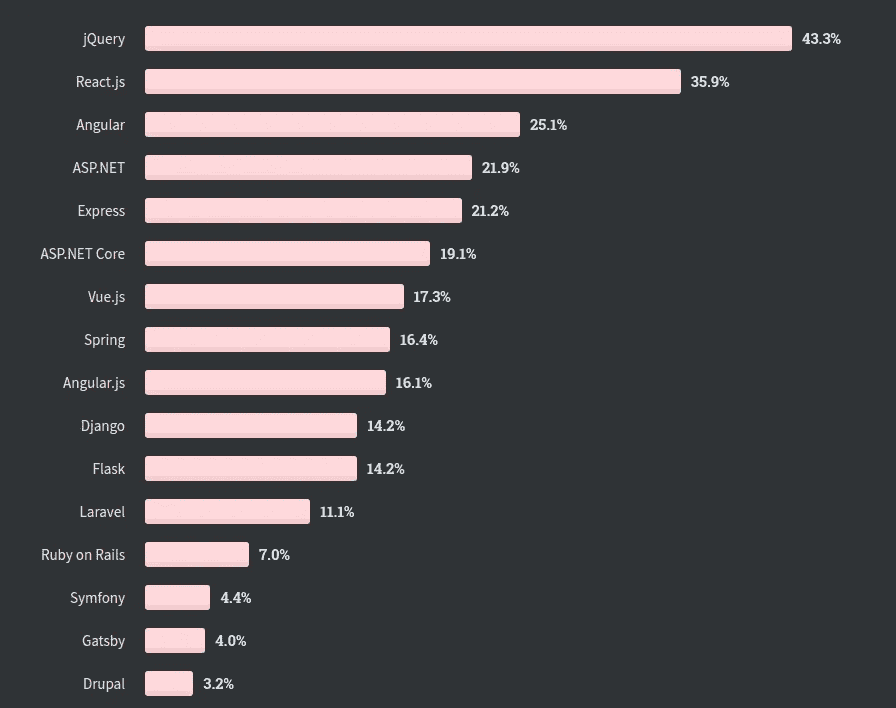 jQuery 43.3%
React.js 35.9%
Angular 25.1%
ASP.NET 21.9%
Express 21.2%
ASP.NET Core 19.1%
Vue.js 17.3%
Spring 16.4%
Angular.js 16.1%
Django 14.2%
Flask 14.2%
Laravel 11.1%
Ruby on Rails 7.0%
Symfony 4.4%
Gatsby 4.0%
Drupal 3.2%